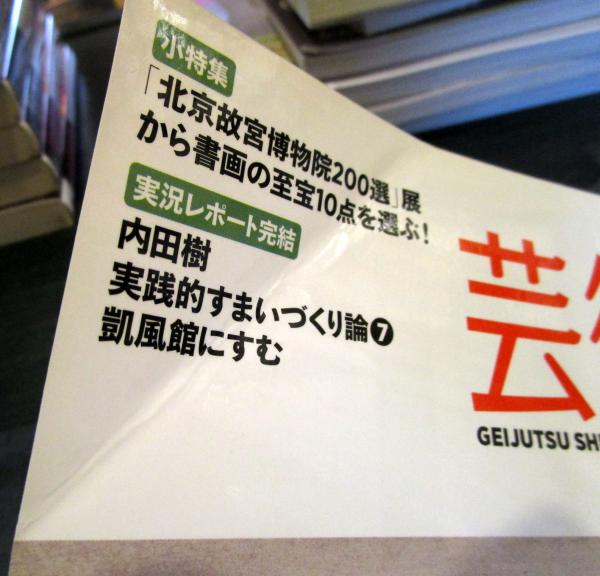 小特集
「北京故宮博物院200選」展
から書画の至宝10点を選ぶ！
実況レポート完結
内田樹
実践的すまいづくり論❼
凱風館にすむ
芸
GEIJUTSU SH